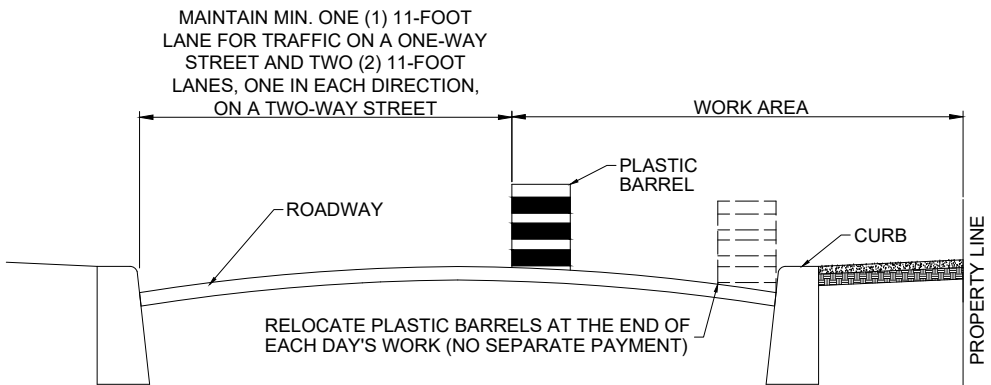 MAINTAIN MIN. ONE (1) 11-FOOT
LANE FOR TRAFFIC ON A ONE-WAY
STREET AND TWO (2) 11-FOOT
LANES, ONE IN EACH DIRECTION,
ON A TWO-WAY STREET
WORK AREA
PLASTIC
BARREL
ROADWAY
CURB
RELOCATE PLASTIC BARRELS AT THE END OF
EACH DAY'S WORK (NO SEPARATE PAYMENT)
PROPERTY LINE